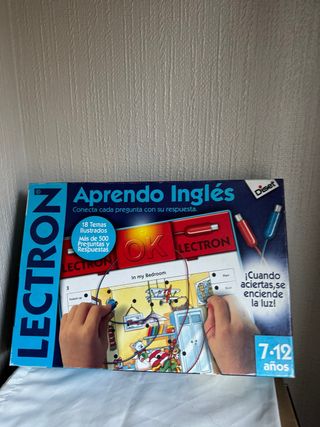 LECTRON
Aprendo Inglés
Conecta cada pregunta con su respuesta.
Diset
18 Temas
Ilustrados
Más de 500
Preguntas y
Respuestas
OK
LECTRON
LECTRON
In my Bedroom
3
¡Cuando
aciertas,se
enciende
la luz!
7-12
años